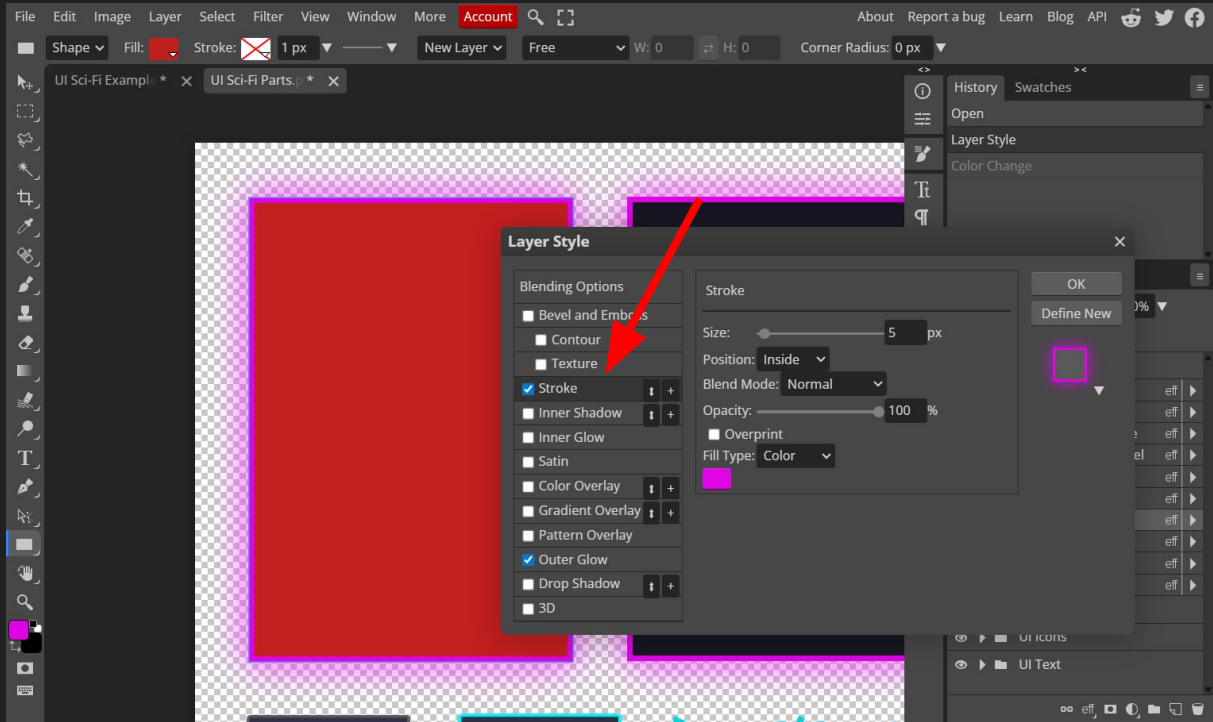 File Edit Image Layer Select Filter View Window More Account About Report a bug Learn Blog API
Shape Fill: Stroke: 1 px New Layer Free W: 0 H: 0 Corner Radius: 0 px
UI Sci-Fi Example * UI Sci-Fi Parts.p *
History Swatches
Open
Layer Style
Color Change
Layer Style
Blending Options
Bevel and Emboss
Contour
Texture
Stroke
Inner Shadow
Inner Glow
Satin
Color Overlay
Gradient Overlay
Pattern Overlay
Outer Glow
Drop Shadow
3D
Stroke
Size: 5 px
Position: Inside
Blend Mode: Normal
Opacity: 100 %
Overprint
Fill Type: Color
OK
Define New
0%
eff
eff
e eff
el eff
eff
eff
eff
eff
eff
eff
UI Icons
UI Text
eff